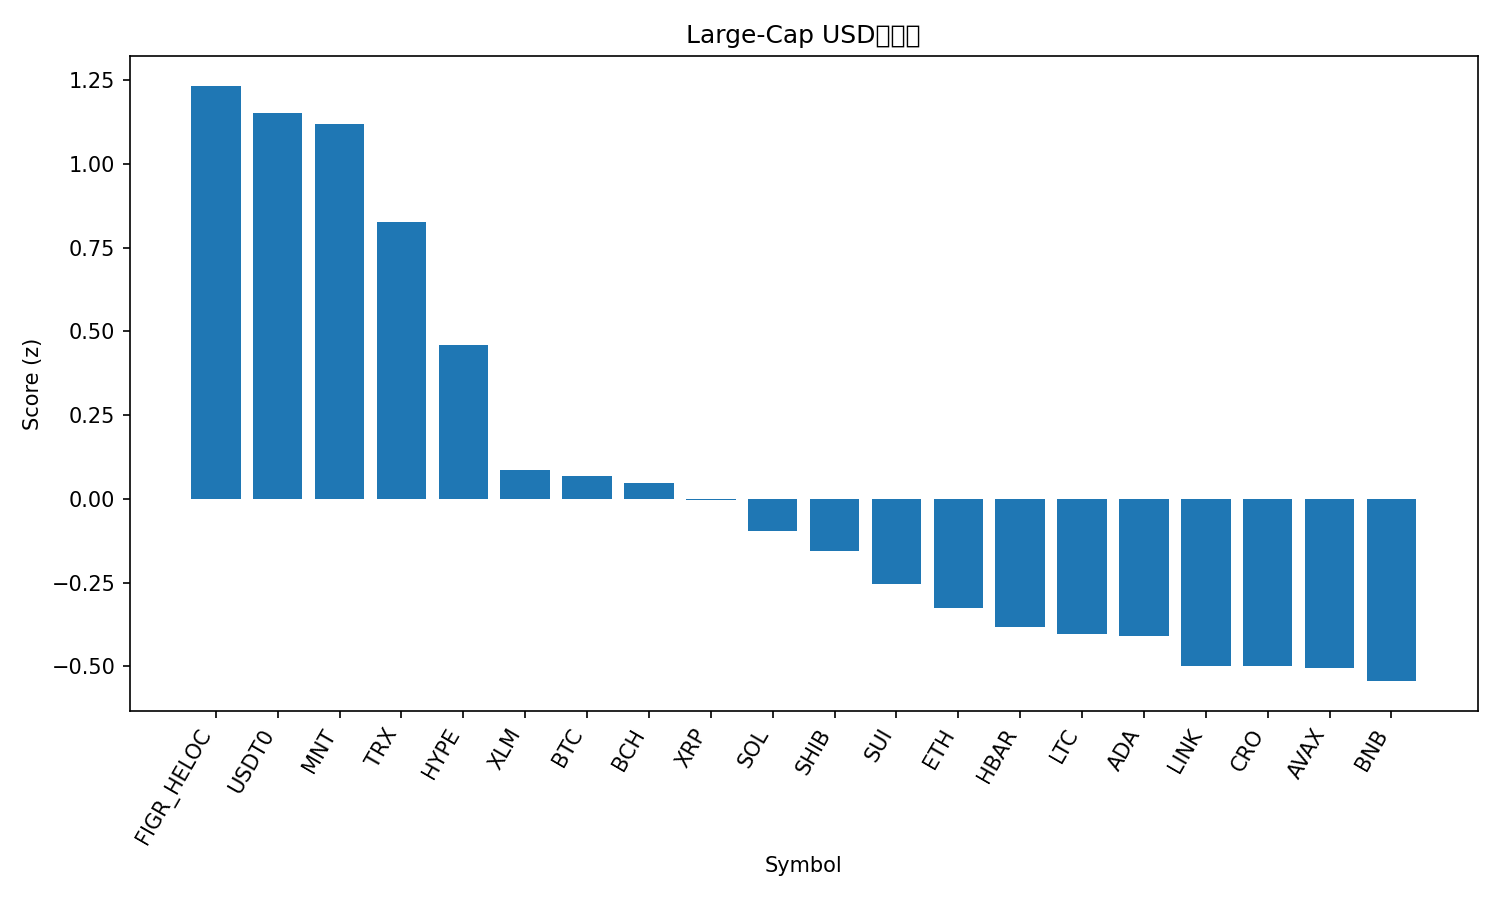 Large-Cap USD
1.25
1.00
0.75
0.50
0.25
0.00
−0.25
−0.50
Score (z)
FIGR_HELOC
USDT0
MNT
TRX
HYPE
XLM
BTC
BCH
XRP
SOL
SHIB
SUI
ETH
HBAR
LTC
ADA
LINK
CRO
AVAX
BNB
Symbol